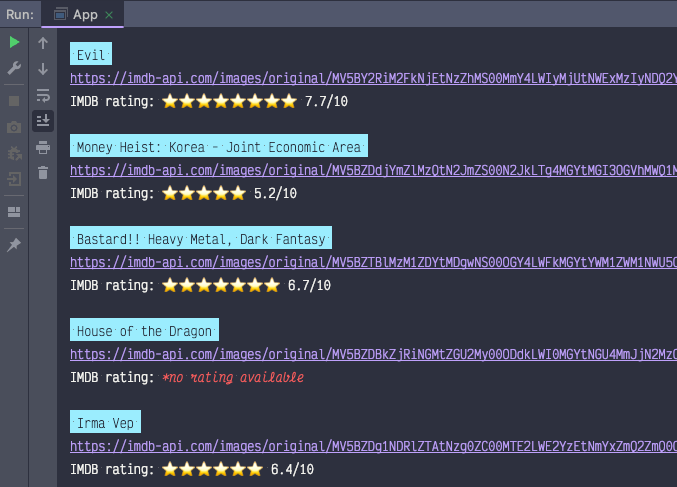 Run: App ×
Evil
https://imdb-api.com/images/original/MV5BY2RiM2FkNjEtNzZhMS00MmY4LWIyMjUtNWExMzIyNDQ2Y
IMDB rating: ⭐⭐⭐⭐⭐⭐⭐⭐ 7.7/10
Money Heist: Korea - Joint Economic Area
https://imdb-api.com/images/original/MV5BZDdjYmZlMzQtN2JmZS00N2JkLTg4MGYtMGI3OGVhMWQ1M
IMDB rating: ⭐⭐⭐⭐⭐ 5.2/10
Bastard!! Heavy Metal, Dark Fantasy
https://imdb-api.com/images/original/MV5BZTBlMzM1ZDYtMDgwNS00OGY4LWFkMGYtYWM1ZWM1NWU5O
IMDB rating: ⭐⭐⭐⭐⭐⭐⭐ 6.7/10
House of the Dragon
https://imdb-api.com/images/original/MV5BZDBkZjRiNGMtZGU2My00ODdkLWI0MGYtNGU4MmJjN2MzO
IMDB rating: *no rating available
Irma Vep
https://imdb-api.com/images/original/MV5BZDg1NDRlZTAtNzg0ZC00MTE2LWE2YzEtNmYxZmQ2ZmQ0O
IMDB rating: ⭐⭐⭐⭐⭐⭐ 6.4/10